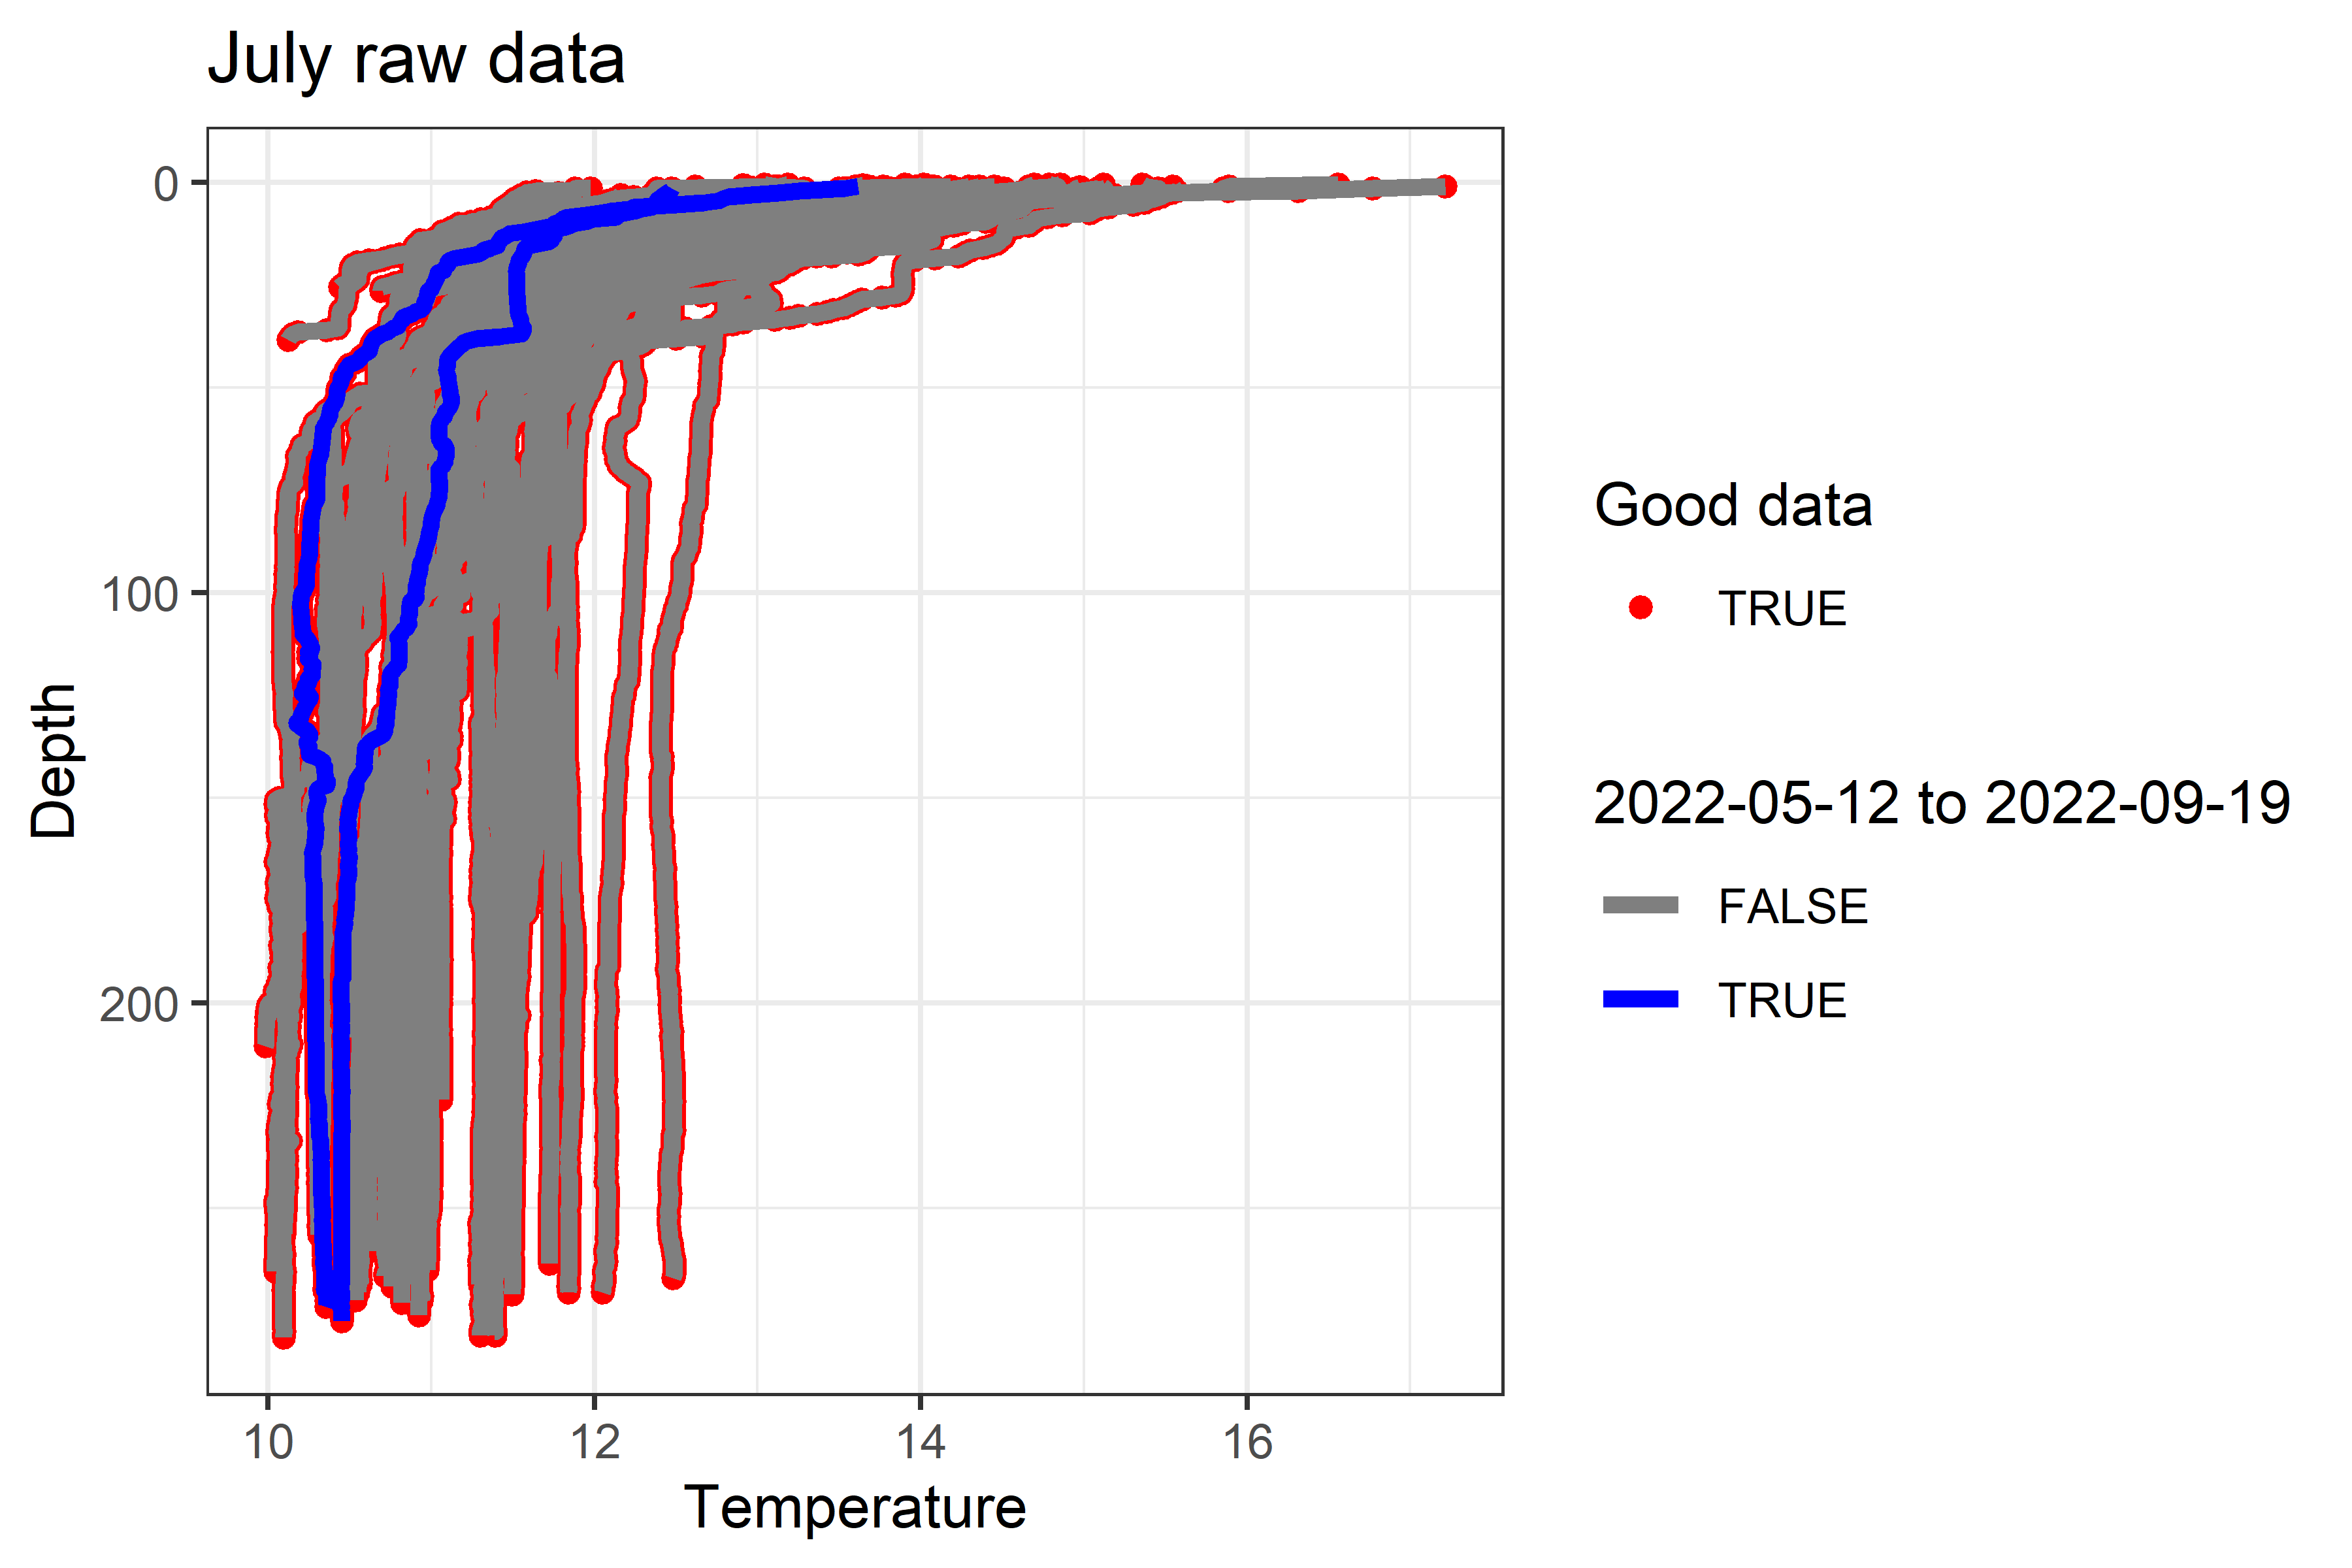 July raw data
0
100
200
Depth
10 12 14 16
Temperature
Good data
TRUE
2022-05-12 to 2022-09-19
FALSE
TRUE